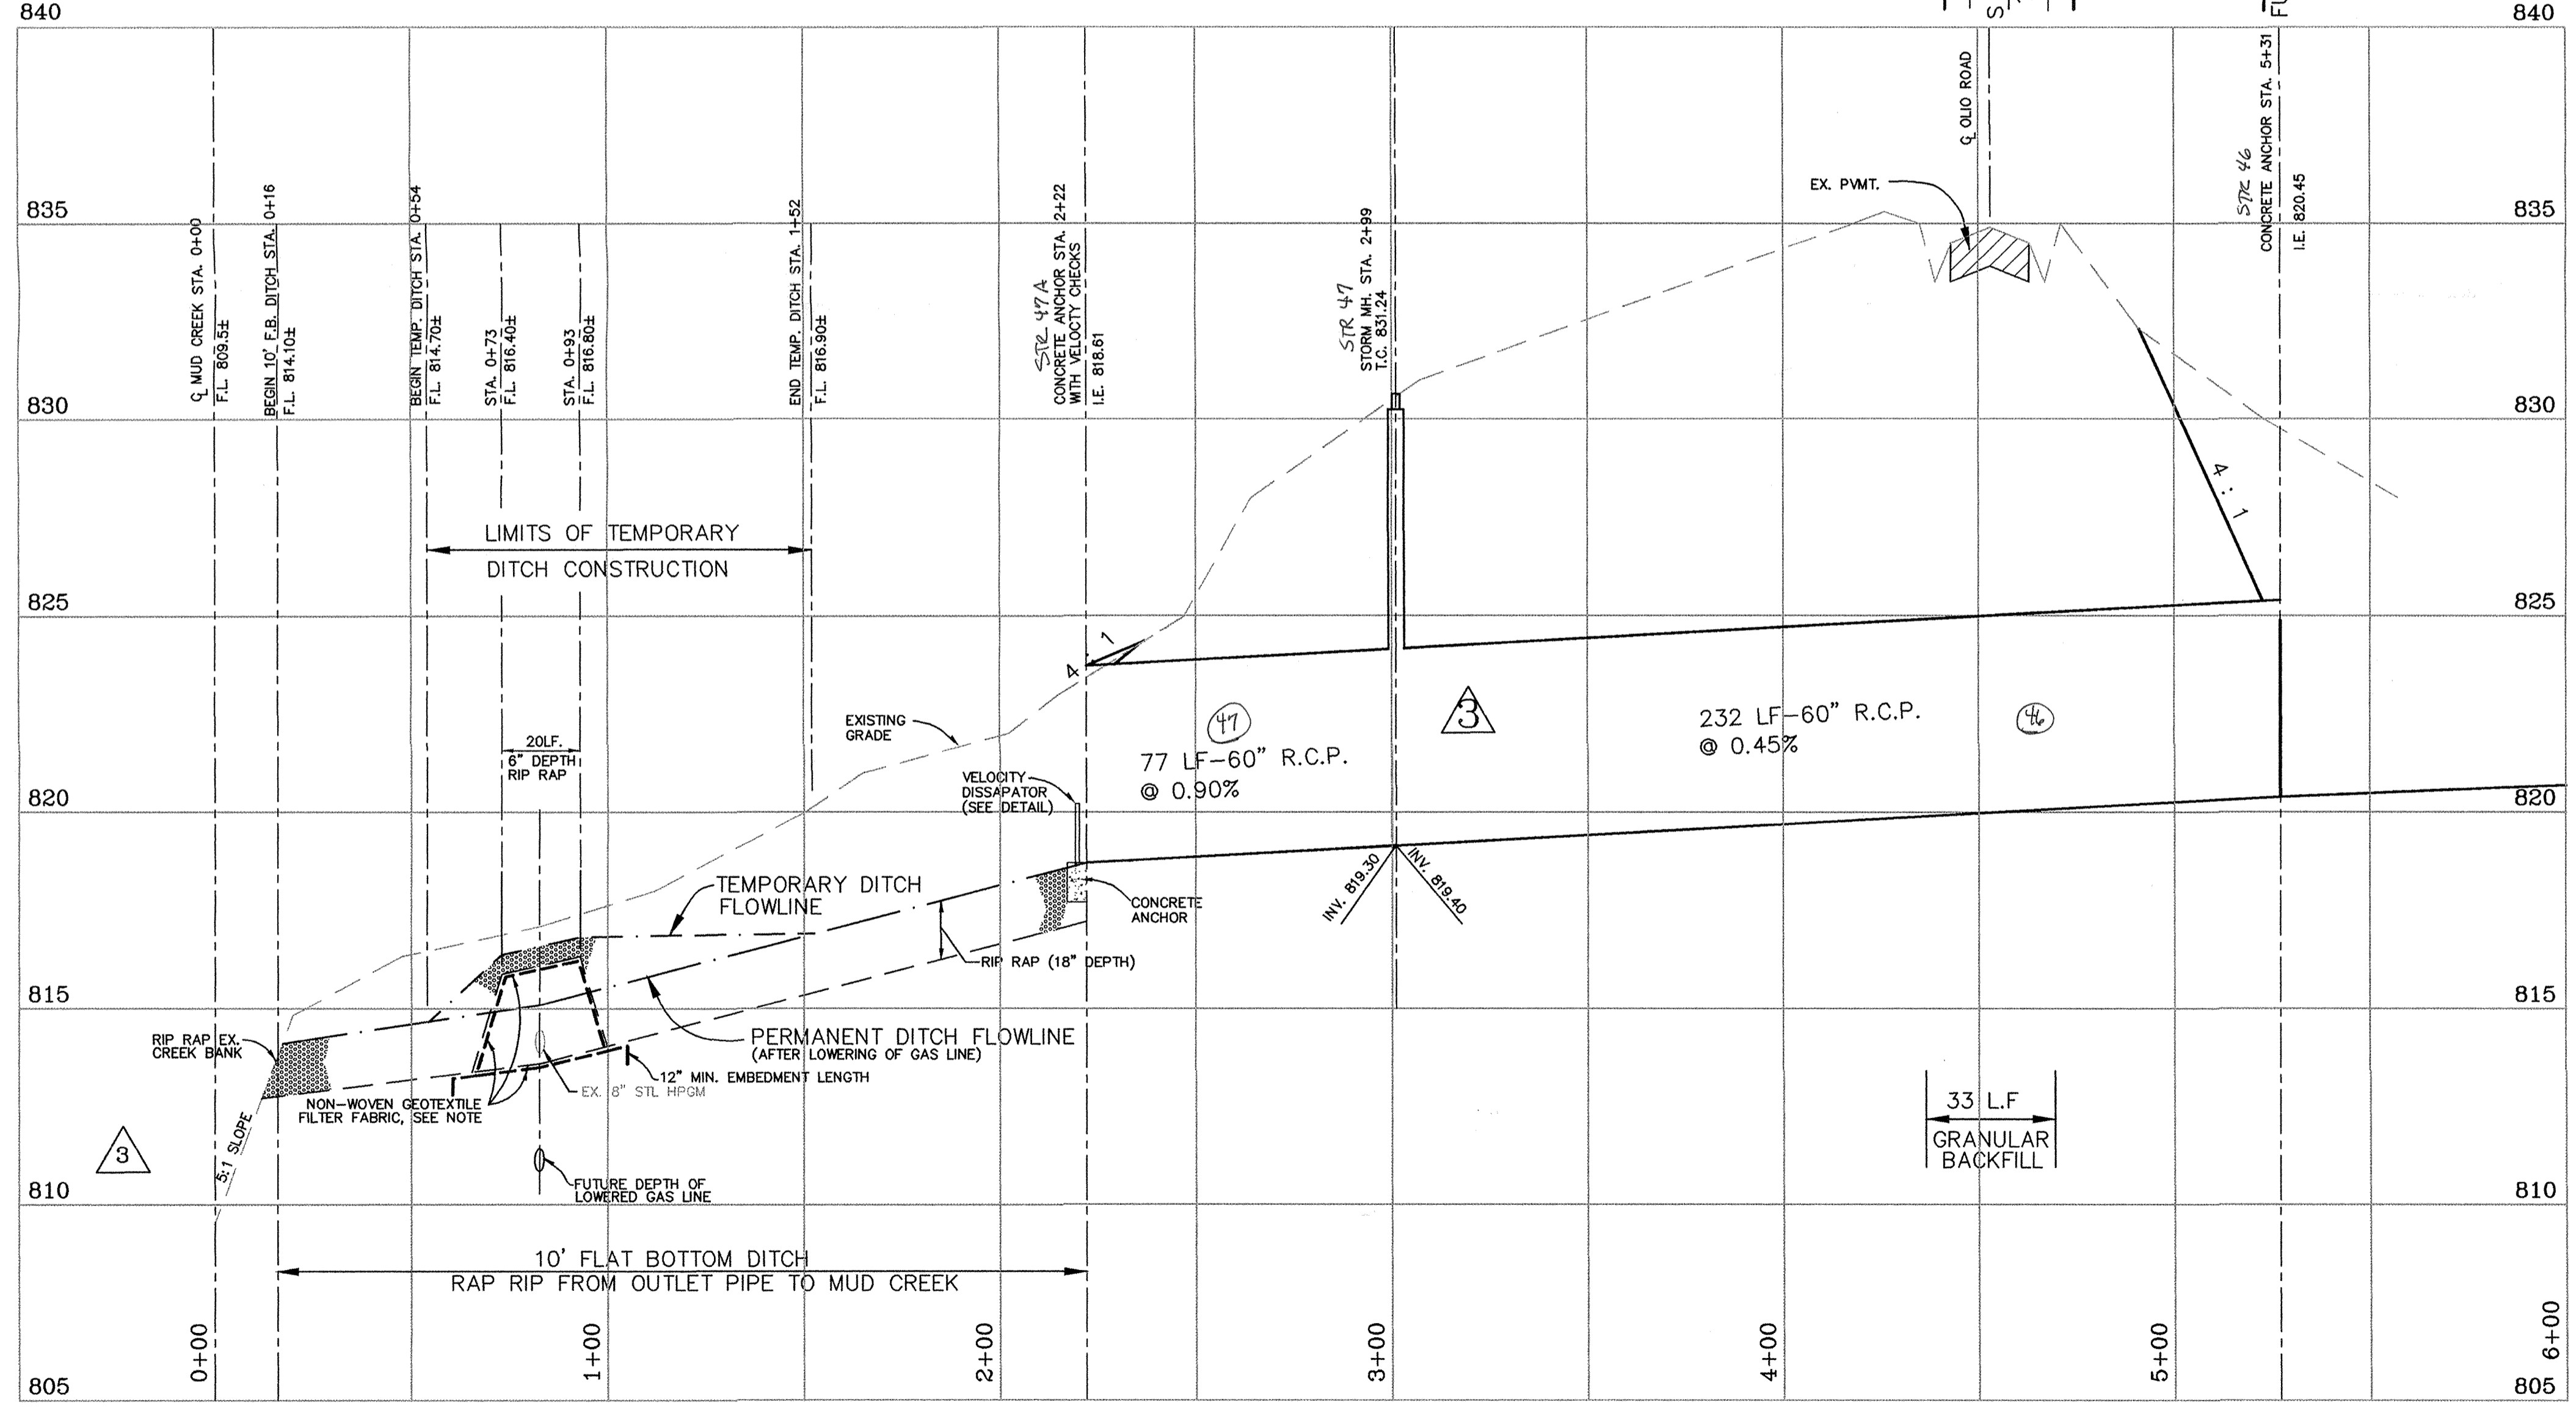 840
840
S
FU
℄ MUD CREEK STA. 0+00
F.L. 809.5±
BEGIN 10' F.B. DITCH STA. 0+16
F.L. 814.10±
BEGIN TEMP. DITCH STA. 0+54
F.L. 814.70±
STA. 0+73
F.L. 816.40±
STA. 0+93
F.L. 816.80±
END TEMP. DITCH STA. 1+52
F.L. 816.90±
STR 47A
CONCRETE ANCHOR STA. 2+22
WITH VELOCTY CHECKS
I.E. 818.61
STR 47
STORM MH. STA. 2+99
T.C. 831.24
EX. PVMT.
℄ OLIO ROAD
STR 46
CONCRETE ANCHOR STA. 5+31
I.E. 820.45
835
835
830
830
4 : 1
LIMITS OF TEMPORARY
DITCH CONSTRUCTION
825
825
4 : 1
EXISTING
GRADE
20LF.
6" DEPTH
RIP RAP
VELOCITY
DISSAPATOR
(SEE DETAIL)
47
77 LF-60" R.C.P.
@ 0.90%
3
232 LF-60" R.C.P.
@ 0.45%
46
820
820
TEMPORARY DITCH
FLOWLINE
CONCRETE
ANCHOR
INV. 819.30
INV. 819.40
RIP RAP (18" DEPTH)
815
815
RIP RAP EX.
CREEK BANK
PERMANENT DITCH FLOWLINE
(AFTER LOWERING OF GAS LINE)
12" MIN. EMBEDMENT LENGTH
EX. 8" STL HPGM
NON-WOVEN GEOTEXTILE
FILTER FABRIC, SEE NOTE
5:1 SLOPE
3
33 L.F
GRANULAR
BACKFILL
FUTURE DEPTH OF
LOWERED GAS LINE
810
810
10' FLAT BOTTOM DITCH
RAP RIP FROM OUTLET PIPE TO MUD CREEK
0+00
1+00
2+00
3+00
4+00
5+00
6+00
805
805